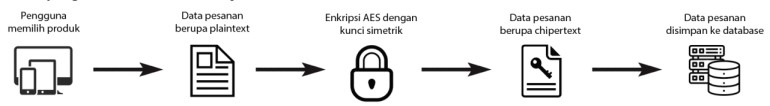 Pengguna
memilih produk
Data pesanan
berupa plaintext
Enkripsi AES dengan
kunci simetrik
Data pesanan
berupa chipertext
Data pesanan
disimpan ke database